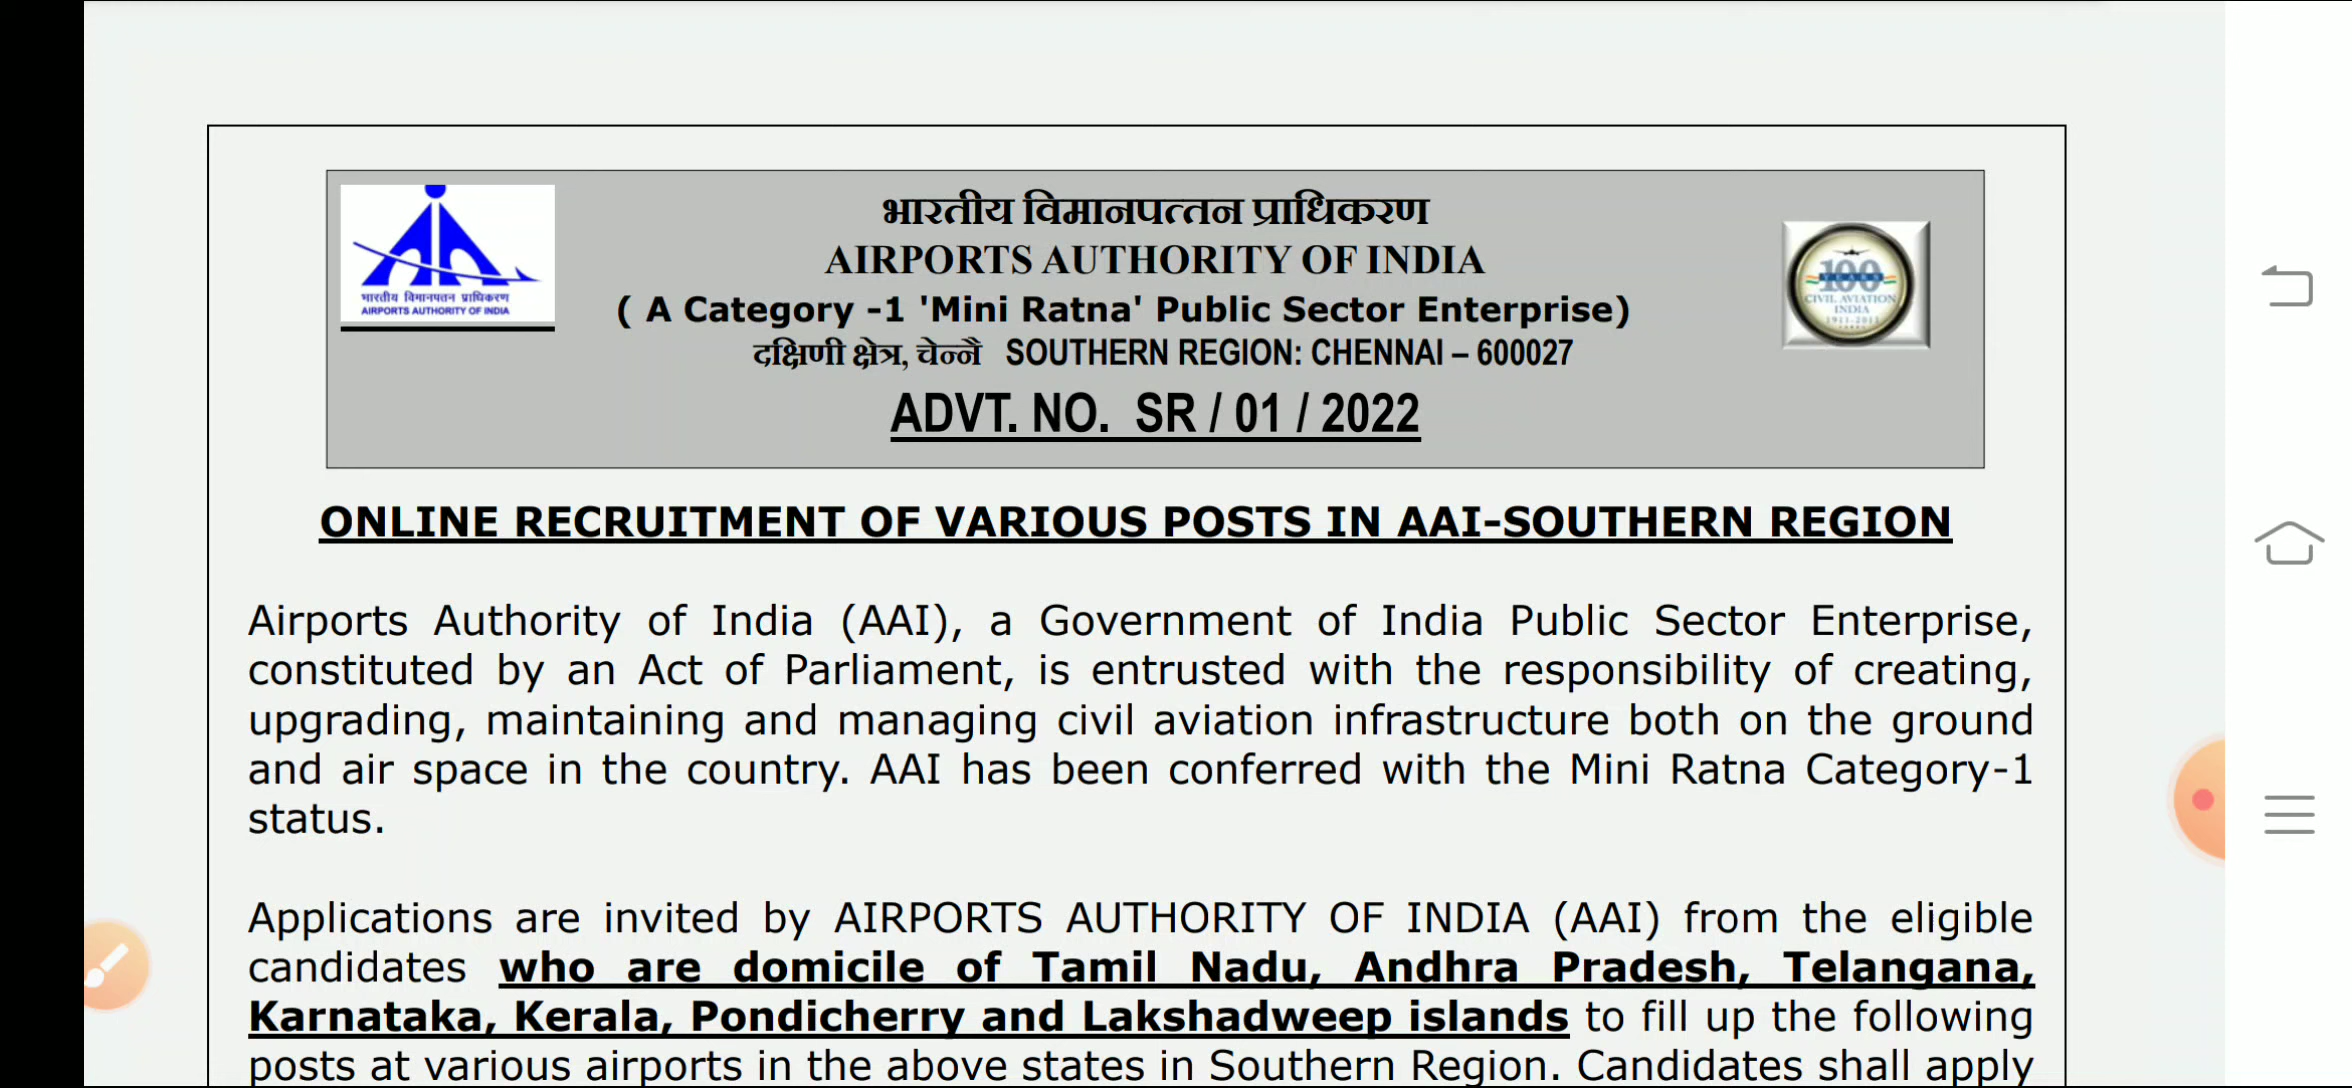 भारतीय विमानपत्तन प्राधिकरण
AIRPORTS AUTHORITY OF INDIA
( A Category -1 'Mini Ratna' Public Sector Enterprise)
दक्षिणी क्षेत्र, चेन्नै SOUTHERN REGION: CHENNAI – 600027
ADVT. NO. SR / 01 / 2022
भारतीय विमानपतन प्राधिकरण
AIRPORTS AUTHORITY OF INDIA
100
YEARS
CIVIL AVIATION
INDIA
1911-2011
ONLINE RECRUITMENT OF VARIOUS POSTS IN AAI-SOUTHERN REGION
Airports Authority of India (AAI), a Government of India Public Sector Enterprise,
constituted by an Act of Parliament, is entrusted with the responsibility of creating,
upgrading, maintaining and managing civil aviation infrastructure both on the ground
and air space in the country. AAI has been conferred with the Mini Ratna Category-1
status.
Applications are invited by AIRPORTS AUTHORITY OF INDIA (AAI) from the eligible
candidates who are domicile of Tamil Nadu, Andhra Pradesh, Telangana,
Karnataka, Kerala, Pondicherry and Lakshadweep islands to fill up the following
posts at various airports in the above states in Southern Region. Candidates shall apply